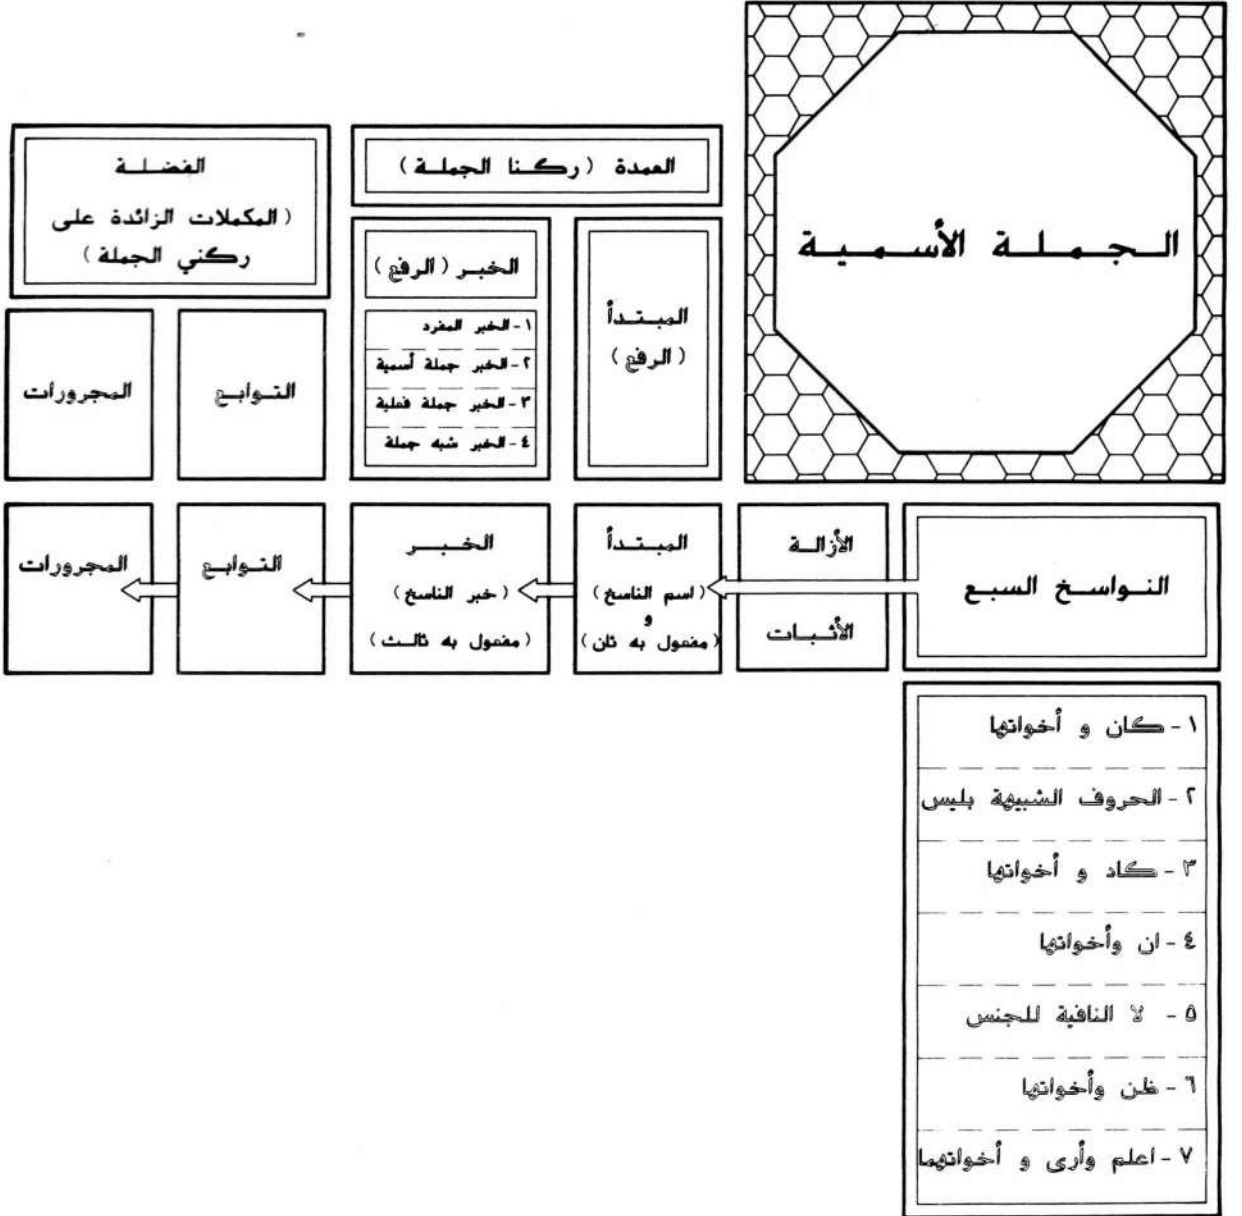 الجملة الأسمية
العمدة (ركنا الجملة)
المبتدأ
(الرفع)
الخبر (الرفع)
١ - الخبر المفرد
٢ - الخبر جملة أسمية
٣ - الخبر جملة فعلية
٤ - الخبر شبه جملة
الفضلة
(المكملات الزائدة على
ركني الجملة)
التوابع
المجرورات
النواسخ السبع
الأزالة
الأثبات
المبتدأ
(اسم الناسخ)
و
(مفعول به ثان)
الخبر
(خبر الناسخ)
(مفعول به ثالث)
التوابع
المجرورات
١ - كان و أخواتها
٢ - الحروف الشبيهة بليس
٣ - كاد و أخواتها
٤ - ان وأخواتها
٥ - لا النافية للجنس
٦ - ظن وأخواتها
٧ - اعلم وأرى و أخواتهما